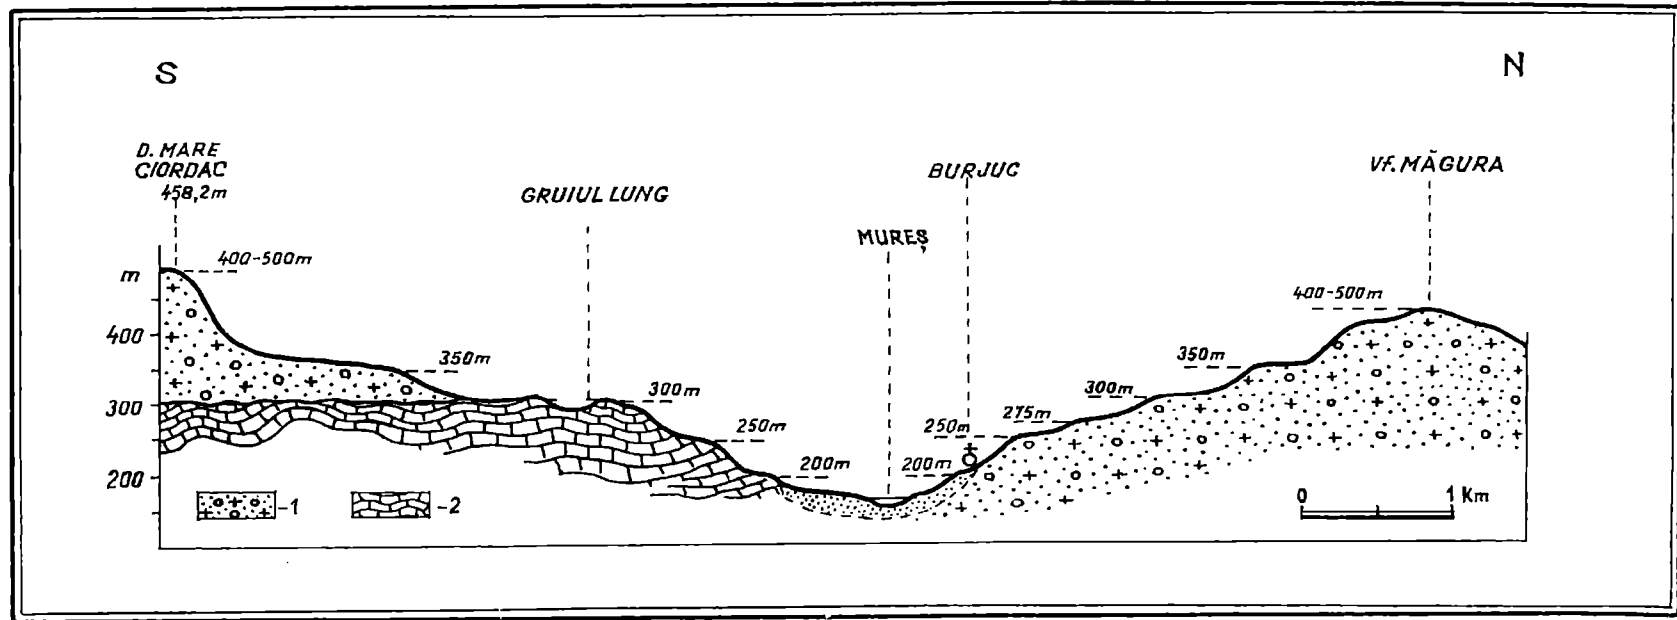 S
N
D. MARE
CIORDAC
458,2m
GRUIUL LUNG
MUREȘ
BURJUC
Vf. MĂGURA
m
400-500m
400-500m
400
350m
350m
300
300m
300m
275m
250m
250m
200
200m
200m
-1
-2
0 1 Km